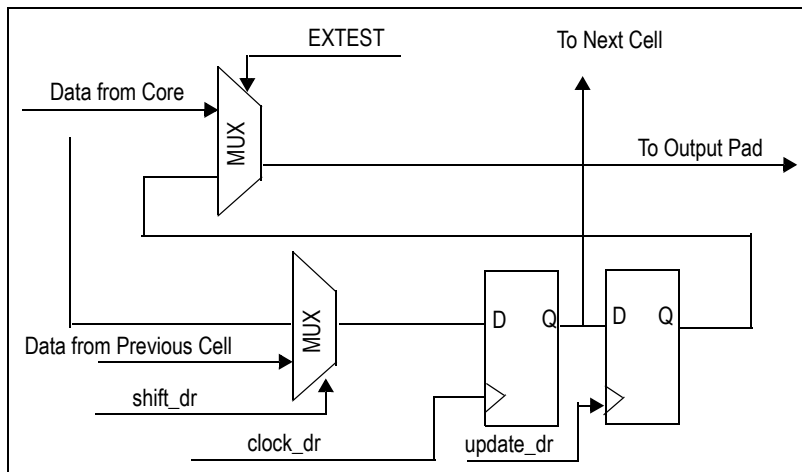 EXTEST
To Next Cell
Data from Core
MUX
To Output Pad
MUX
D Q
D Q
Data from Previous Cell
shift_dr
clock_dr
update_dr